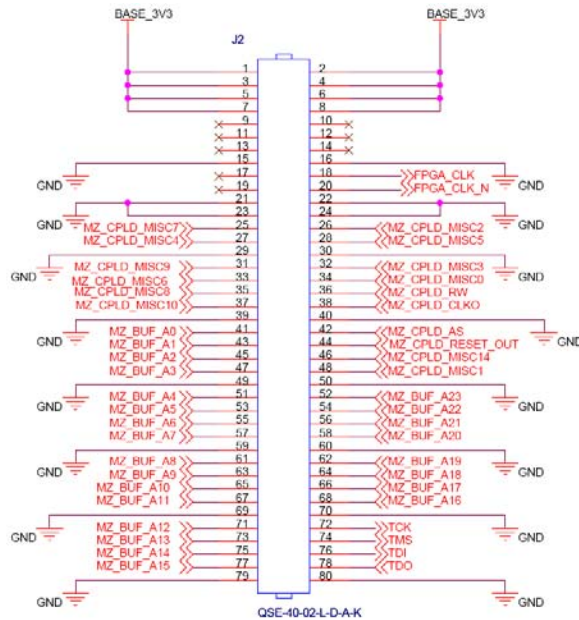 BASE_3V3 BASE_3V3
J2
1 2
3 4
5 6
7 8
9 10
11 12
13 14
15 16
GND 17 18 FPGA_CLK GND
19 20 FPGA_CLK_N
21 22
GND 23 24 GND
MZ_CPLD_MISC7 25 26 MZ_CPLD_MISC2
MZ_CPLD_MISC4 27 28 MZ_CPLD_MISC5
29 30
GND MZ_CPLD_MISC9 31 32 MZ_CPLD_MISC3 GND
MZ_CPLD_MISC6 33 34 MZ_CPLD_MISC0
MZ_CPLD_MISC8 35 36 MZ_CPLD_RW
MZ_CPLD_MISC10 37 38 MZ_CPLD_CLKO
39 40
GND MZ_BUF_A0 41 42 MZ_CPLD_AS GND
MZ_BUF_A1 43 44 MZ_CPLD_RESET_OUT
MZ_BUF_A2 45 46 MZ_CPLD_MISC14
MZ_BUF_A3 47 48 MZ_CPLD_MISC1
49 50
GND MZ_BUF_A4 51 52 MZ_BUF_A23 GND
MZ_BUF_A5 53 54 MZ_BUF_A22
MZ_BUF_A6 55 56 MZ_BUF_A21
MZ_BUF_A7 57 58 MZ_BUF_A20
59 60
GND MZ_BUF_A8 61 62 MZ_BUF_A19 GND
MZ_BUF_A9 63 64 MZ_BUF_A18
MZ_BUF_A10 65 66 MZ_BUF_A17
MZ_BUF_A11 67 68 MZ_BUF_A16
69 70
GND MZ_BUF_A12 71 72 TCK GND
MZ_BUF_A13 73 74 TMS
MZ_BUF_A14 75 76 TDI
MZ_BUF_A15 77 78 TDO
79 80
GND GND
QSE-40-02-L-D-A-K